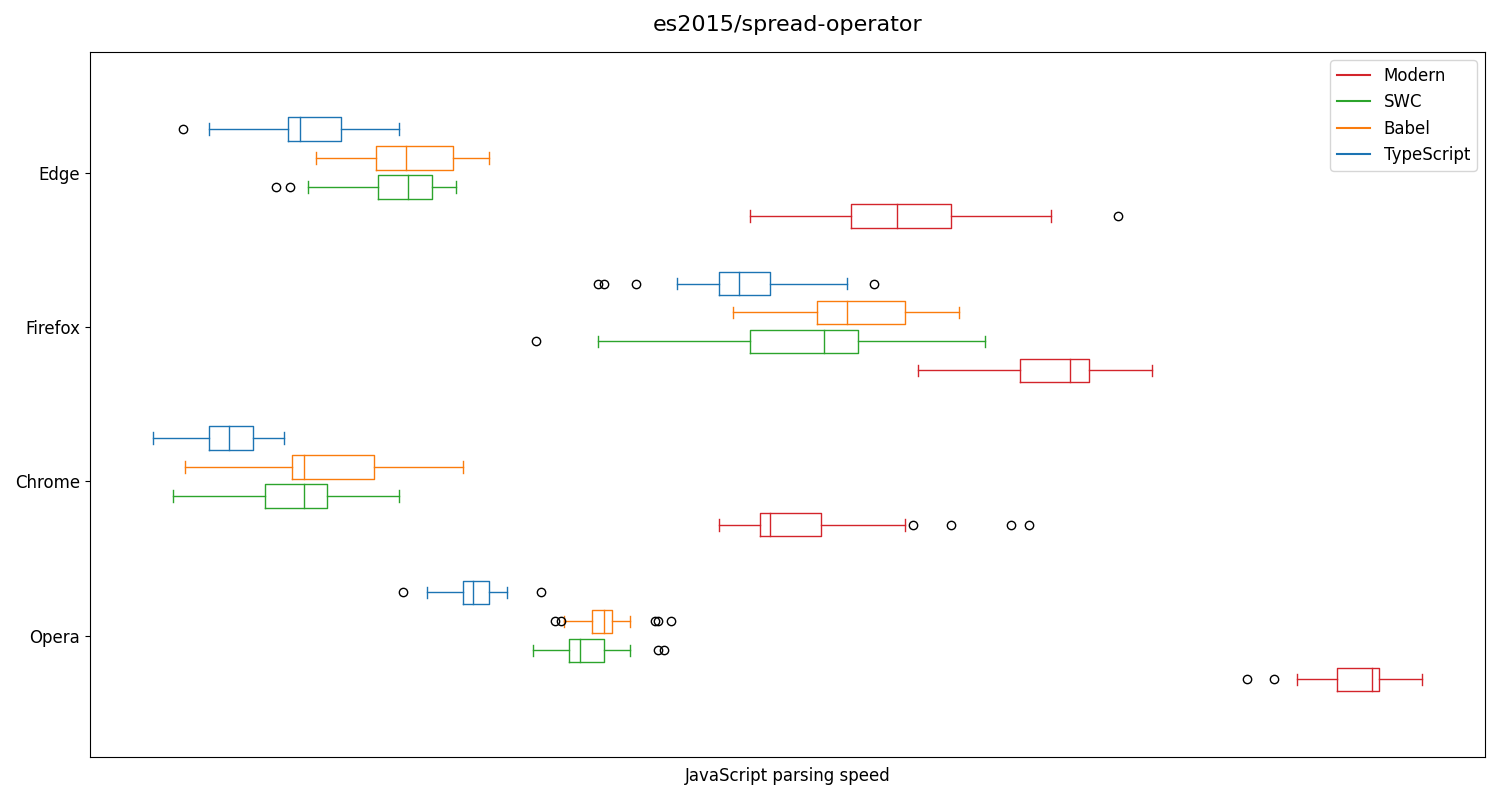 es2015/spread-operator
Modern
SWC
Babel
TypeScript
Edge
Firefox
Chrome
Opera
JavaScript parsing speed